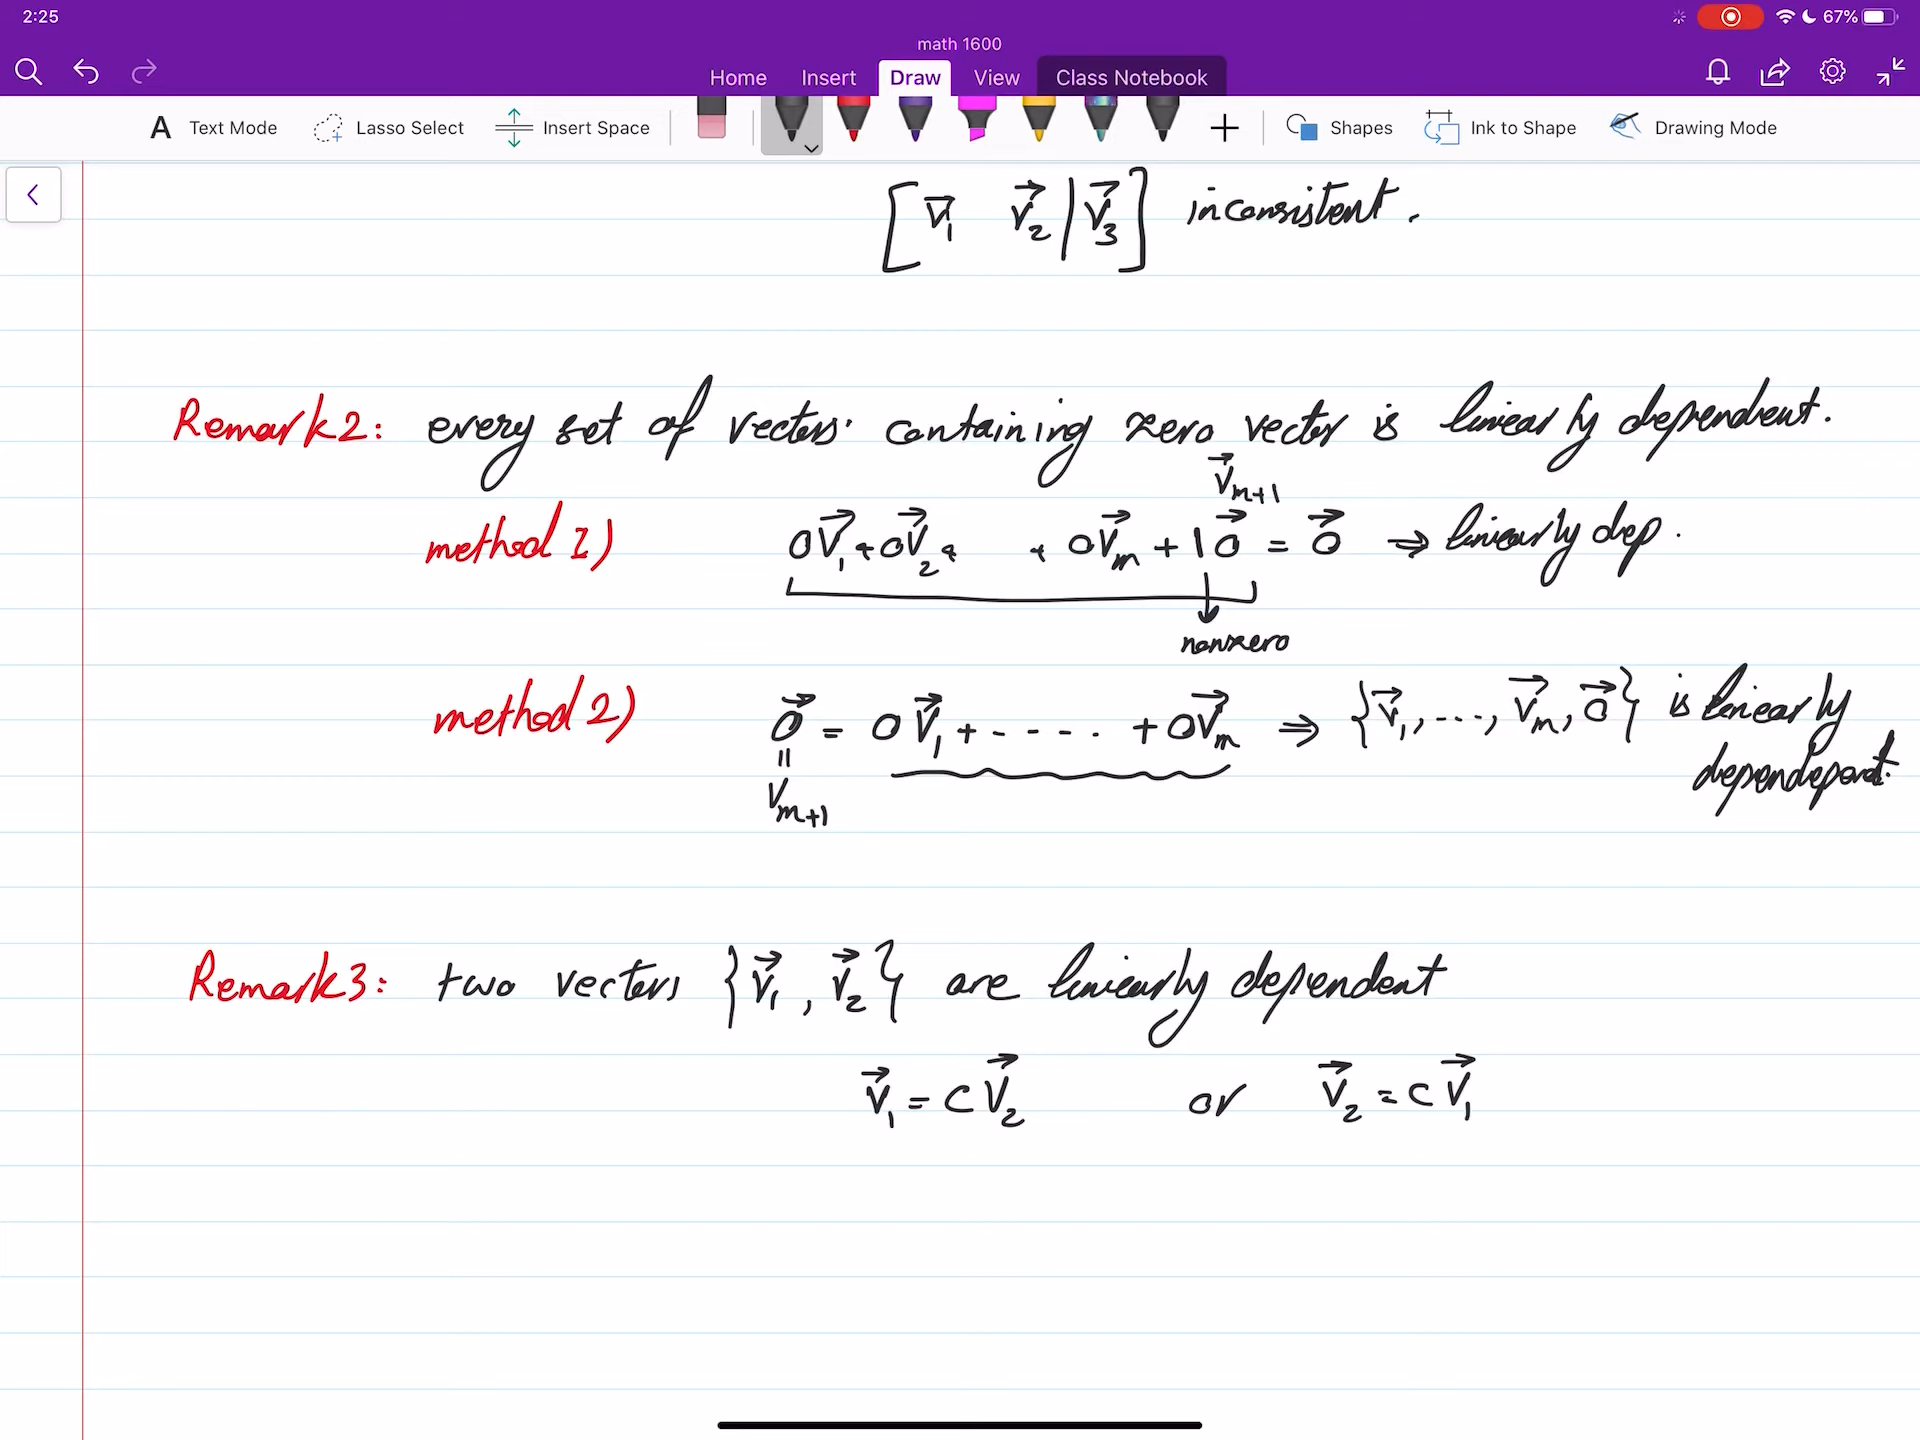 2:25
67%
math 1600
Home Insert Draw View Class Notebook
A Text Mode Lasso Select Insert Space Shapes Ink to Shape Drawing Mode
[v⃗₁ v⃗₂ | v⃗₃] inconsistent.
Remark2: every set of vectors containing zero vector is linearly dependent.
v⃗ₘ₊₁
method 1) 0v⃗₁ + 0v⃗₂ + + 0v⃗ₘ + 1 0⃗ = 0⃗ ⇒ linearly dep.
nonzero
method 2) 0⃗ = 0v⃗₁ + ----- + 0v⃗ₘ ⇒ {v⃗₁, ..., v⃗ₘ, 0⃗} is linearly
=
vₘ₊₁
dependepent.
Remark3: two vectors {v⃗₁, v⃗₂} are linearly dependent
v⃗₁ = c v⃗₂ or v⃗₂ = c v⃗₁